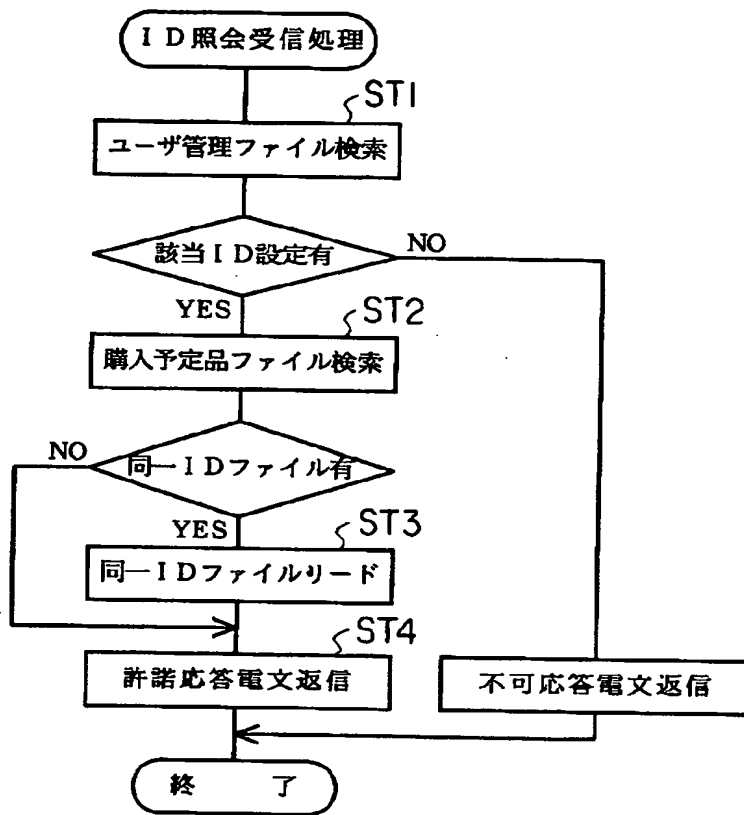 ID照会受信処理
ST1
ユーザ管理ファイル検索
該当ID設定有
NO
YES
ST2
購入予定品ファイル検索
NO
同一IDファイル有
YES
ST3
同一IDファイルリード
ST4
許諾応答電文返信
不可応答電文返信
終 了